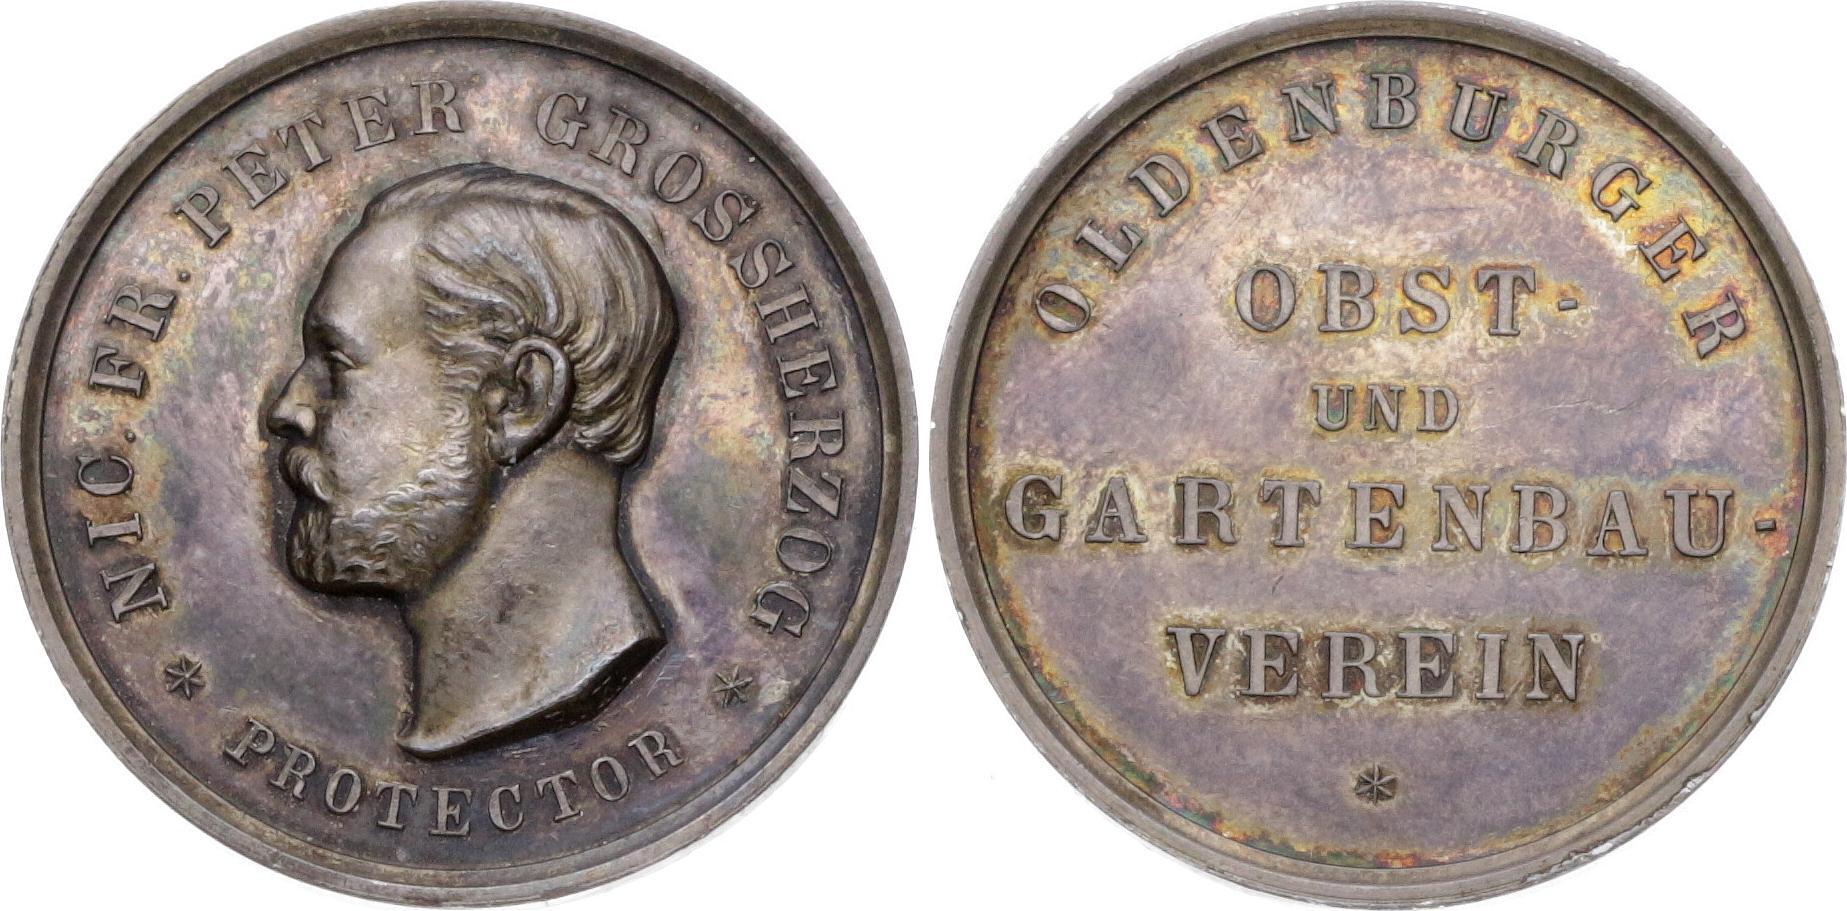 NIC. FR. PETER GROSSHERZOG
* PROTECTOR *
OLDENBURGER
OBST-
UND
GARTENBAU-
VEREIN
*